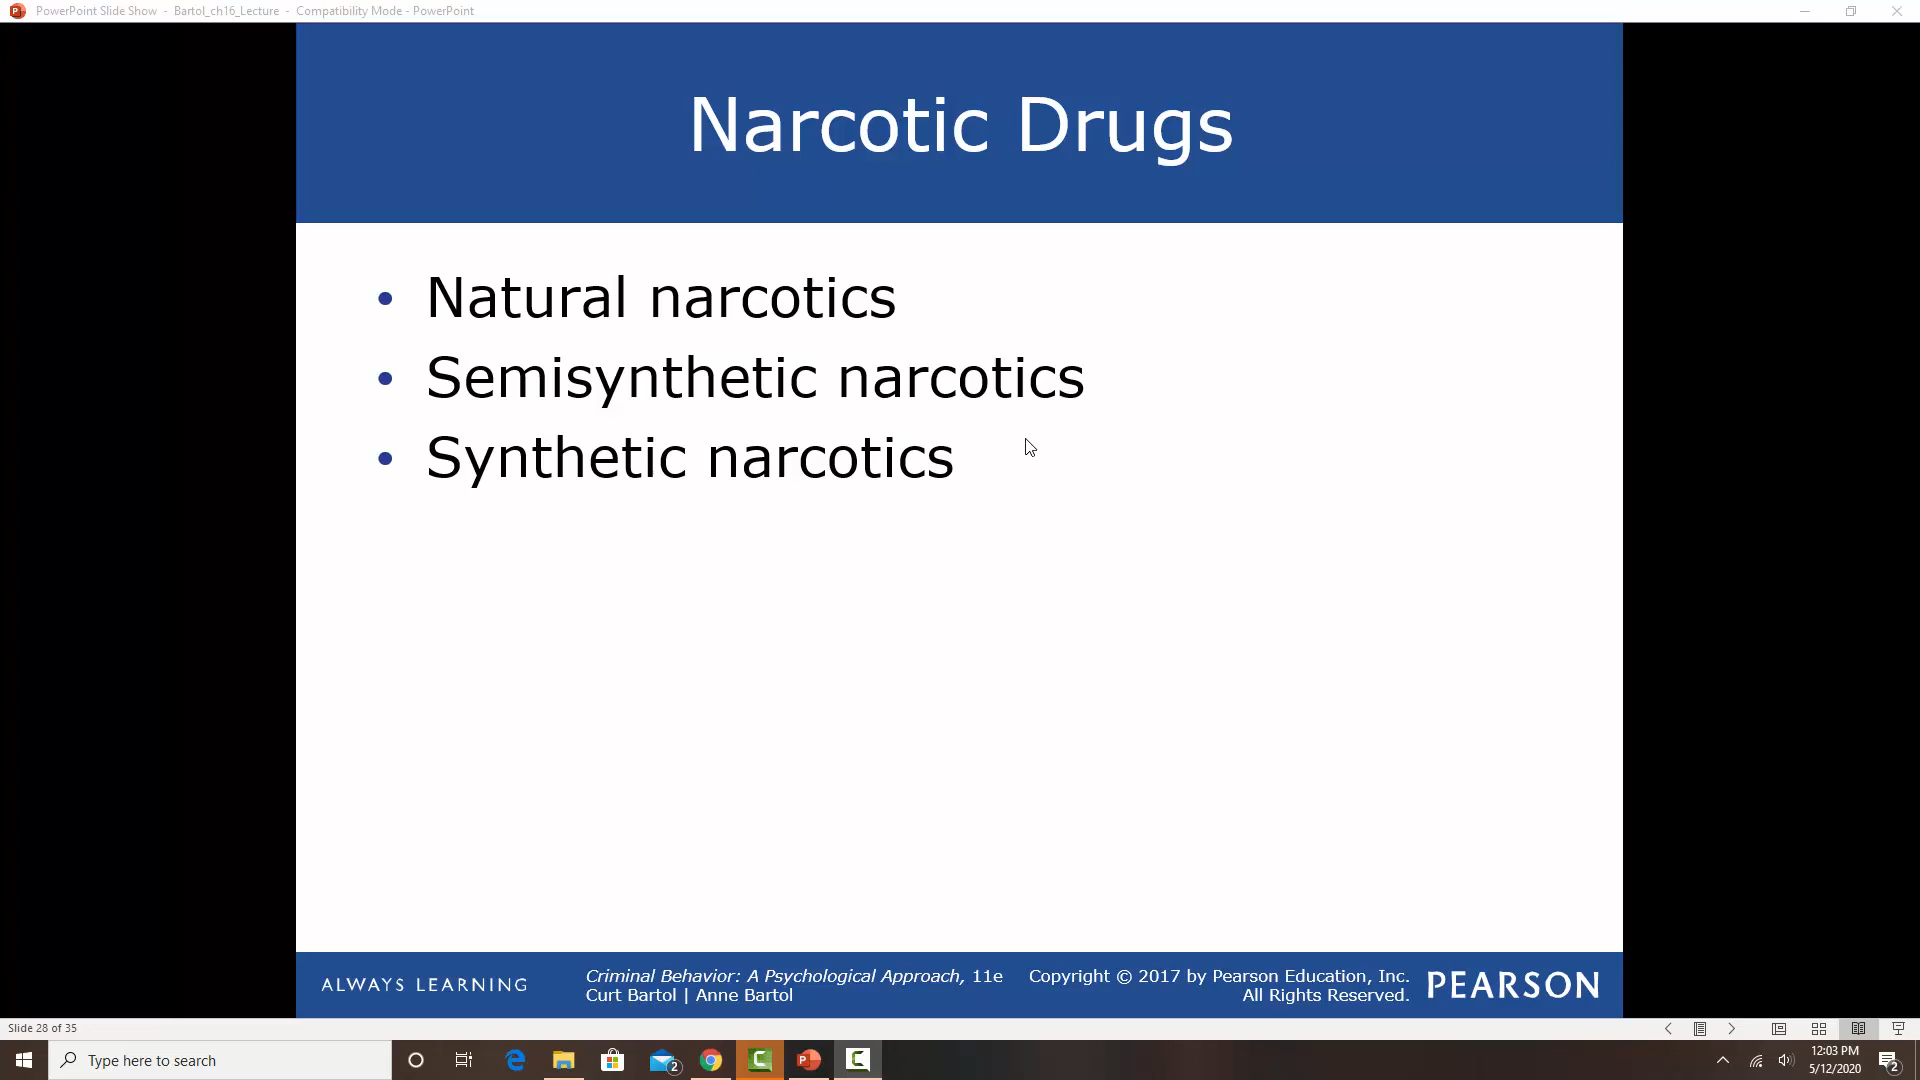 PowerPoint Slide Show - Bartol_ch16_Lecture - Compatibility Mode - PowerPoint
Narcotic Drugs
• Natural narcotics
• Semisynthetic narcotics
• Synthetic narcotics
ALWAYS LEARNING
Criminal Behavior: A Psychological Approach, 11e
Curt Bartol | Anne Bartol
Copyright © 2017 by Pearson Education, Inc.
All Rights Reserved.
PEARSON
Slide 28 of 35
Type here to search
2
12:03 PM
5/12/2020
2